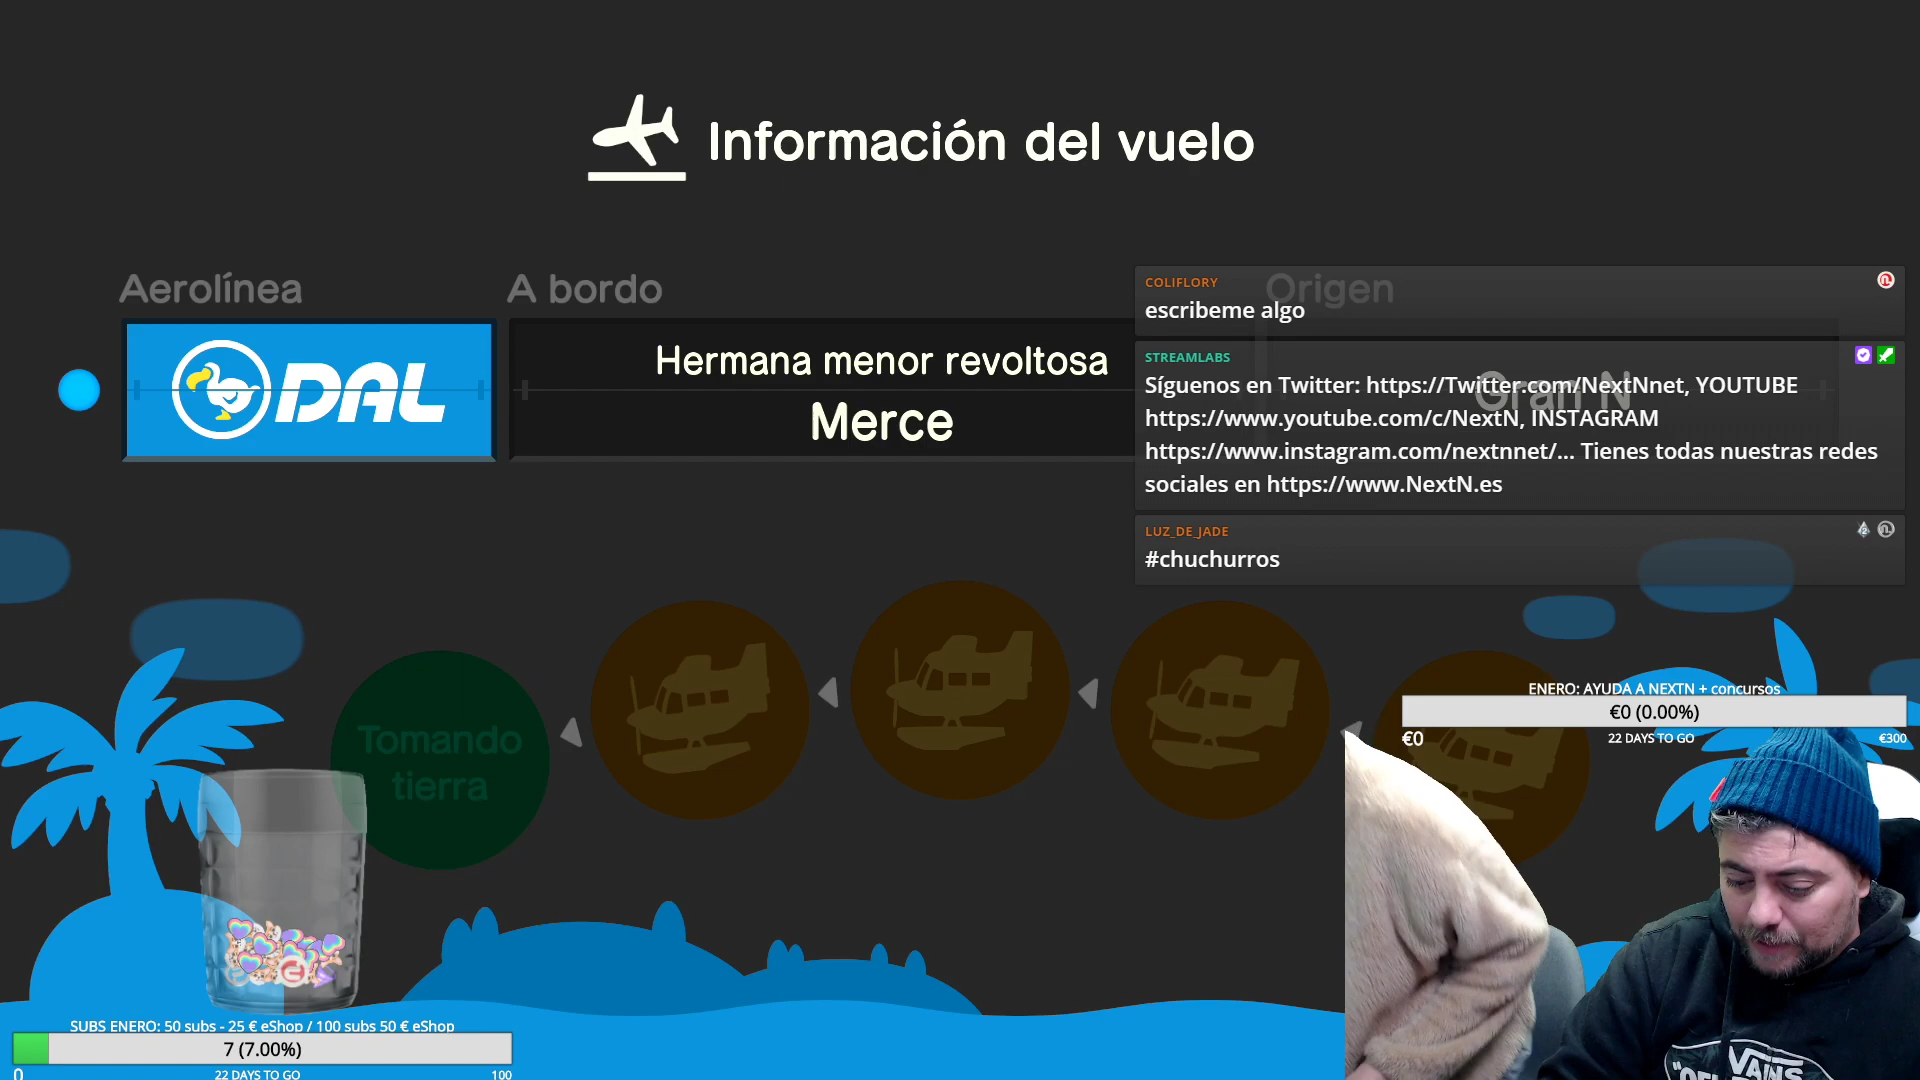 Información del vuelo
Aerolínea
A bordo
Origen
DAL
Hermana menor revoltosa
Merce
Gran N
COLIFLORY
escribeme algo
STREAMLABS
Síguenos en Twitter: https://Twitter.com/NextNnet, YOUTUBE
https://www.youtube.com/c/NextN, INSTAGRAM
https://www.instagram.com/nextnnet/... Tienes todas nuestras redes
sociales en https://www.NextN.es
LUZ_DE_JADE
#chuchurros
Tomando
tierra
ENERO: AYUDA A NEXTN + concursos
€0 (0.00%)
€0
22 DAYS TO GO
€300
SUBS ENERO: 50 subs - 25 € eShop / 100 subs 50 € eShop
7 (7.00%)
0
22 DAYS TO GO
100
VANS